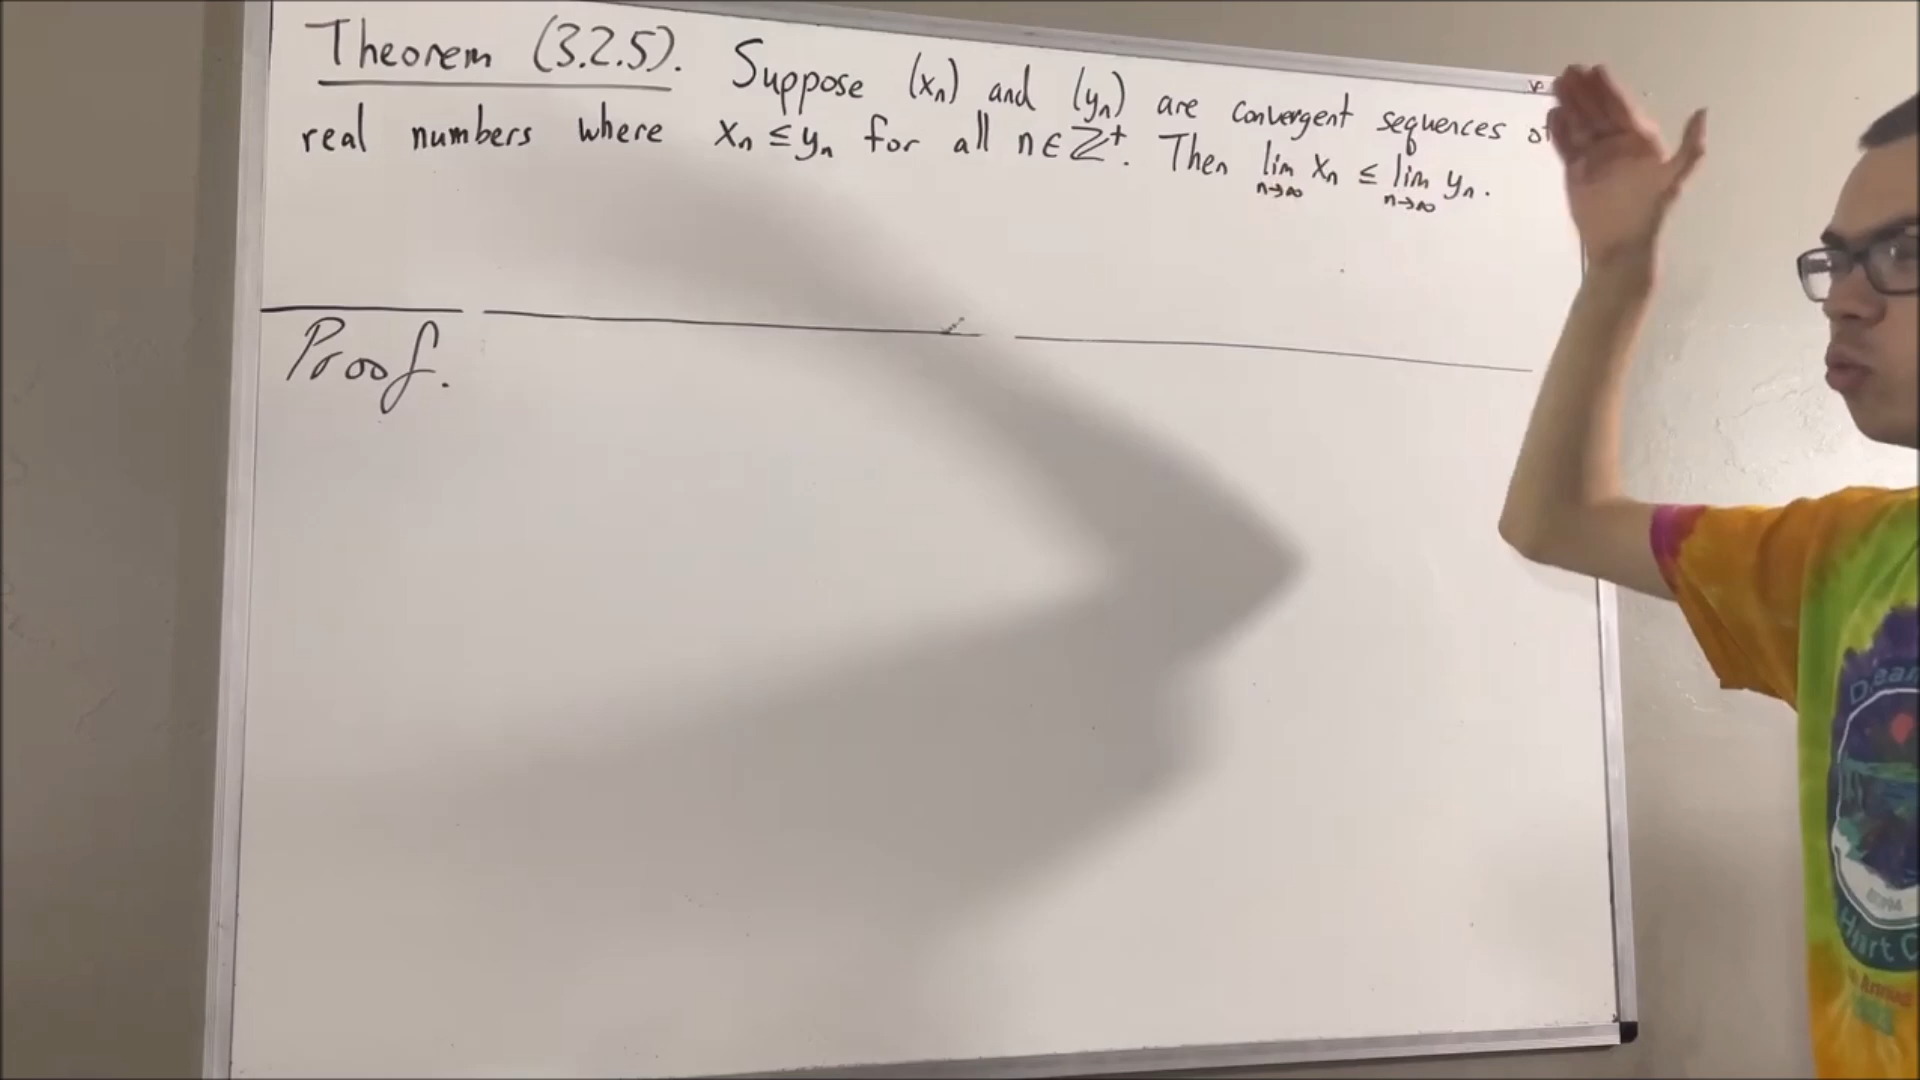 Theorem (3.2.5). Suppose (xₙ) and (yₙ) are convergent sequences of
real numbers where xₙ ≤ yₙ for all n ∈ ℤ⁺. Then lim n→∞ xₙ ≤ lim n→∞ yₙ.
Proof.